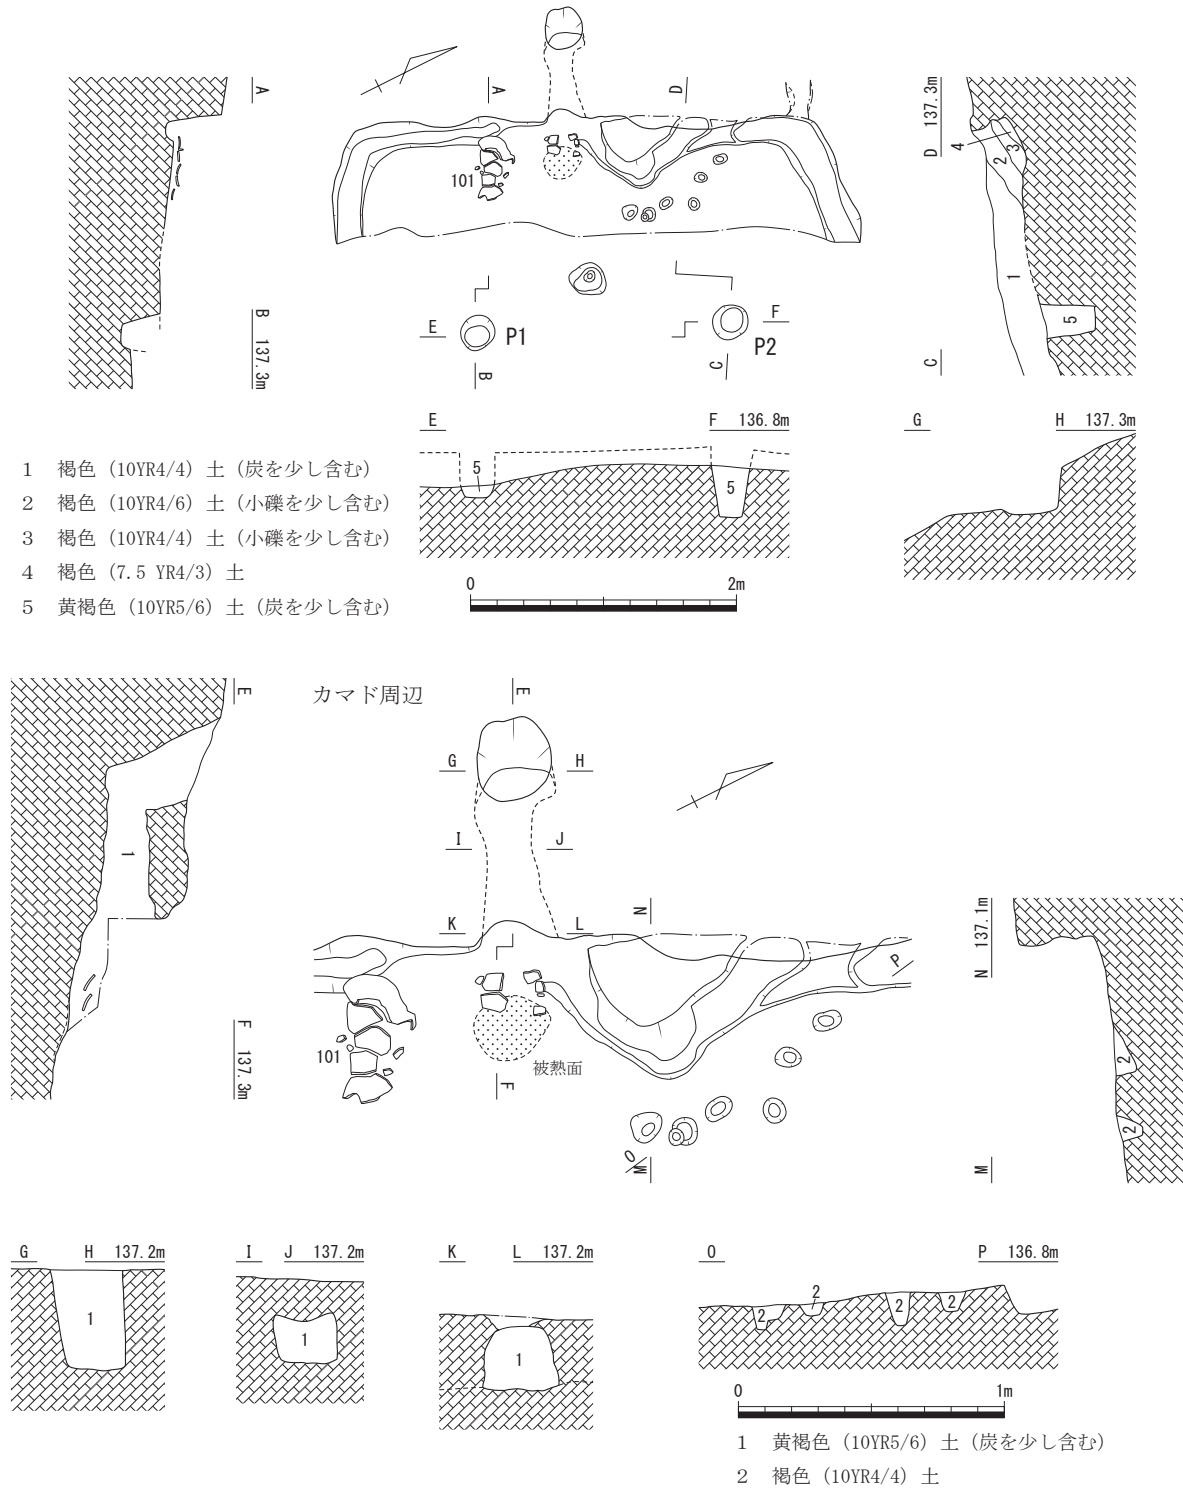 A
A
D
D 137.3m
4
3
2
1
5
101
B 137.3m
E
P1
B
F
P2
C
C
E
F 136.8m
5
5
G
H 137.3m
1 褐色（10YR4/4）土（炭を少し含む）
2 褐色（10YR4/6）土（小礫を少し含む）
3 褐色（10YR4/4）土（小礫を少し含む）
4 褐色（7.5 YR4/3）土
5 黄褐色（10YR5/6）土（炭を少し含む）
0
2m
E
カマド周辺
E
G
H
I
J
1
K
L
N
N 137.1m
P
101
被熱面
F 137.3m
F
2
2
O
M
M
G
H 137.2m
1
I
J 137.2m
1
K
L 137.2m
1
O
P 136.8m
2
2
2
2
0
1m
1 黄褐色（10YR5/6）土（炭を少し含む）
2 褐色（10YR4/4）土